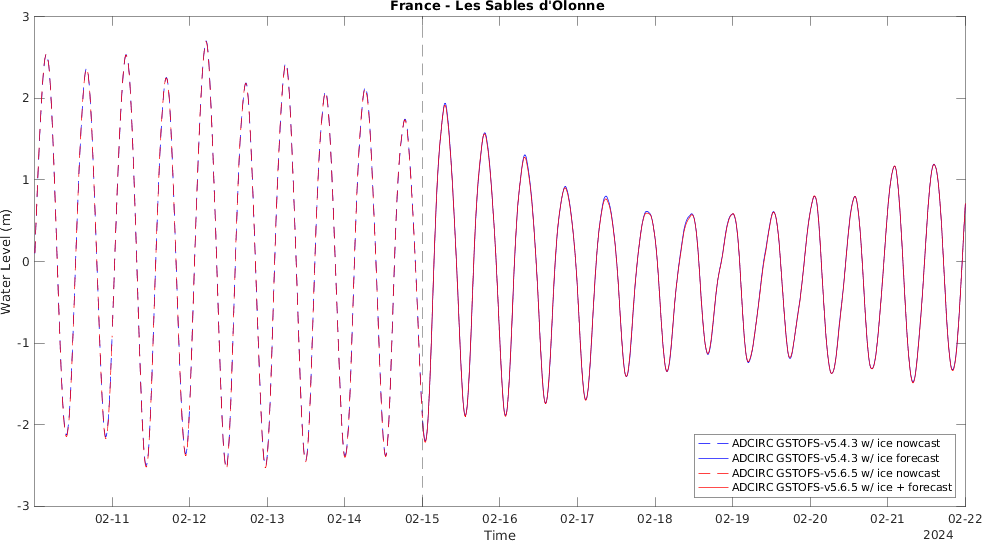 France - Les Sables d'Olonne
3
2
1
0
-1
-2
-3
Water Level (m)
ADCIRC GSTOFS-v5.4.3 w/ ice nowcast
ADCIRC GSTOFS-v5.4.3 w/ ice forecast
ADCIRC GSTOFS-v5.6.5 w/ ice nowcast
ADCIRC GSTOFS-v5.6.5 w/ ice + forecast
02-11 02-12 02-13 02-14 02-15 02-16 02-17 02-18 02-19 02-20 02-21 02-22
Time 2024